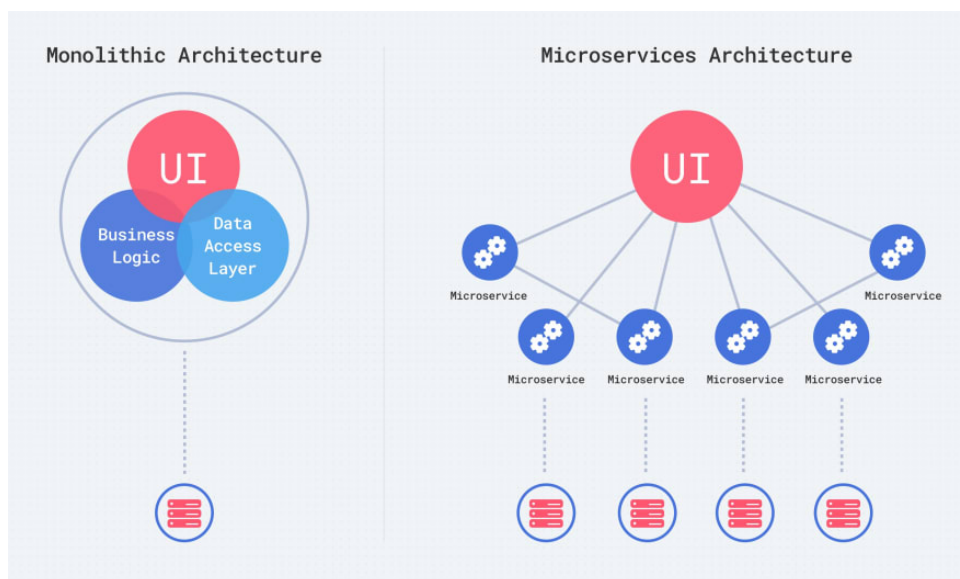 Monolithic Architecture
UI
Business
Logic
Data
Access
Layer
Microservices Architecture
UI
Microservice
Microservice
Microservice
Microservice
Microservice
Microservice